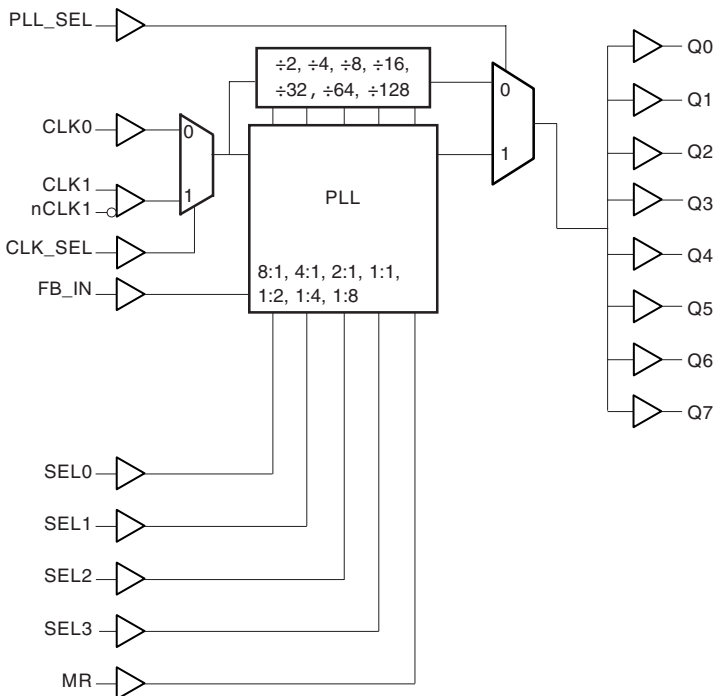 PLL_SEL
÷2, ÷4, ÷8, ÷16,
÷32 , ÷64, ÷128
0
1
CLK0
0
CLK1
nCLK1
1
CLK_SEL
FB_IN
PLL
8:1, 4:1, 2:1, 1:1,
1:2, 1:4, 1:8
Q0
Q1
Q2
Q3
Q4
Q5
Q6
Q7
SEL0
SEL1
SEL2
SEL3
MR